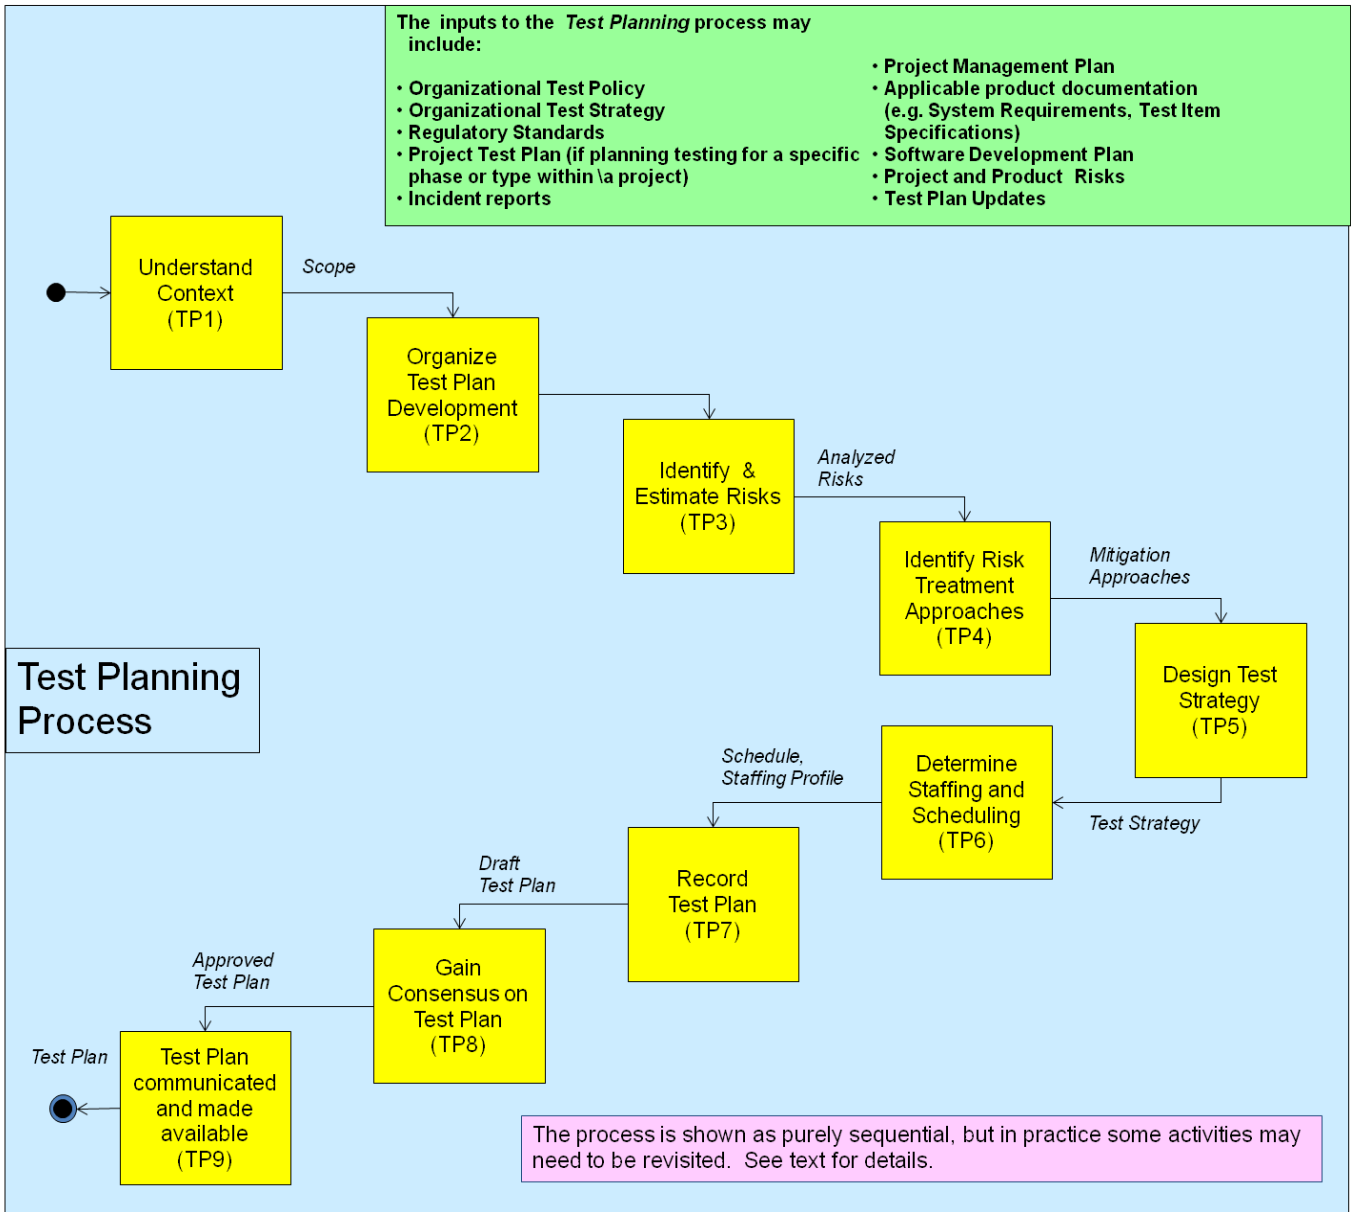 The inputs to the Test Planning process may
include:
• Organizational Test Policy
• Organizational Test Strategy
• Regulatory Standards
• Project Test Plan (if planning testing for a specific
phase or type within \a project)
• Incident reports
• Project Management Plan
• Applicable product documentation
(e.g. System Requirements, Test Item
Specifications)
• Software Development Plan
• Project and Product Risks
• Test Plan Updates
Understand
Context
(TP1)
Scope
Organize
Test Plan
Development
(TP2)
Identify &
Estimate Risks
(TP3)
Analyzed
Risks
Identify Risk
Treatment
Approaches
(TP4)
Mitigation
Approaches
Design Test
Strategy
(TP5)
Test Planning
Process
Test Strategy
Determine
Staffing and
Scheduling
(TP6)
Schedule,
Staffing Profile
Record
Test Plan
(TP7)
Draft
Test Plan
Gain
Consensus on
Test Plan
(TP8)
Approved
Test Plan
Test Plan
communicated
and made
available
(TP9)
Test Plan
The process is shown as purely sequential, but in practice some activities may
need to be revisited. See text for details.